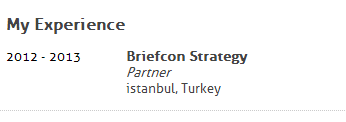 My Experience
2012 - 2013 Briefcon Strategy
Partner
istanbul, Turkey